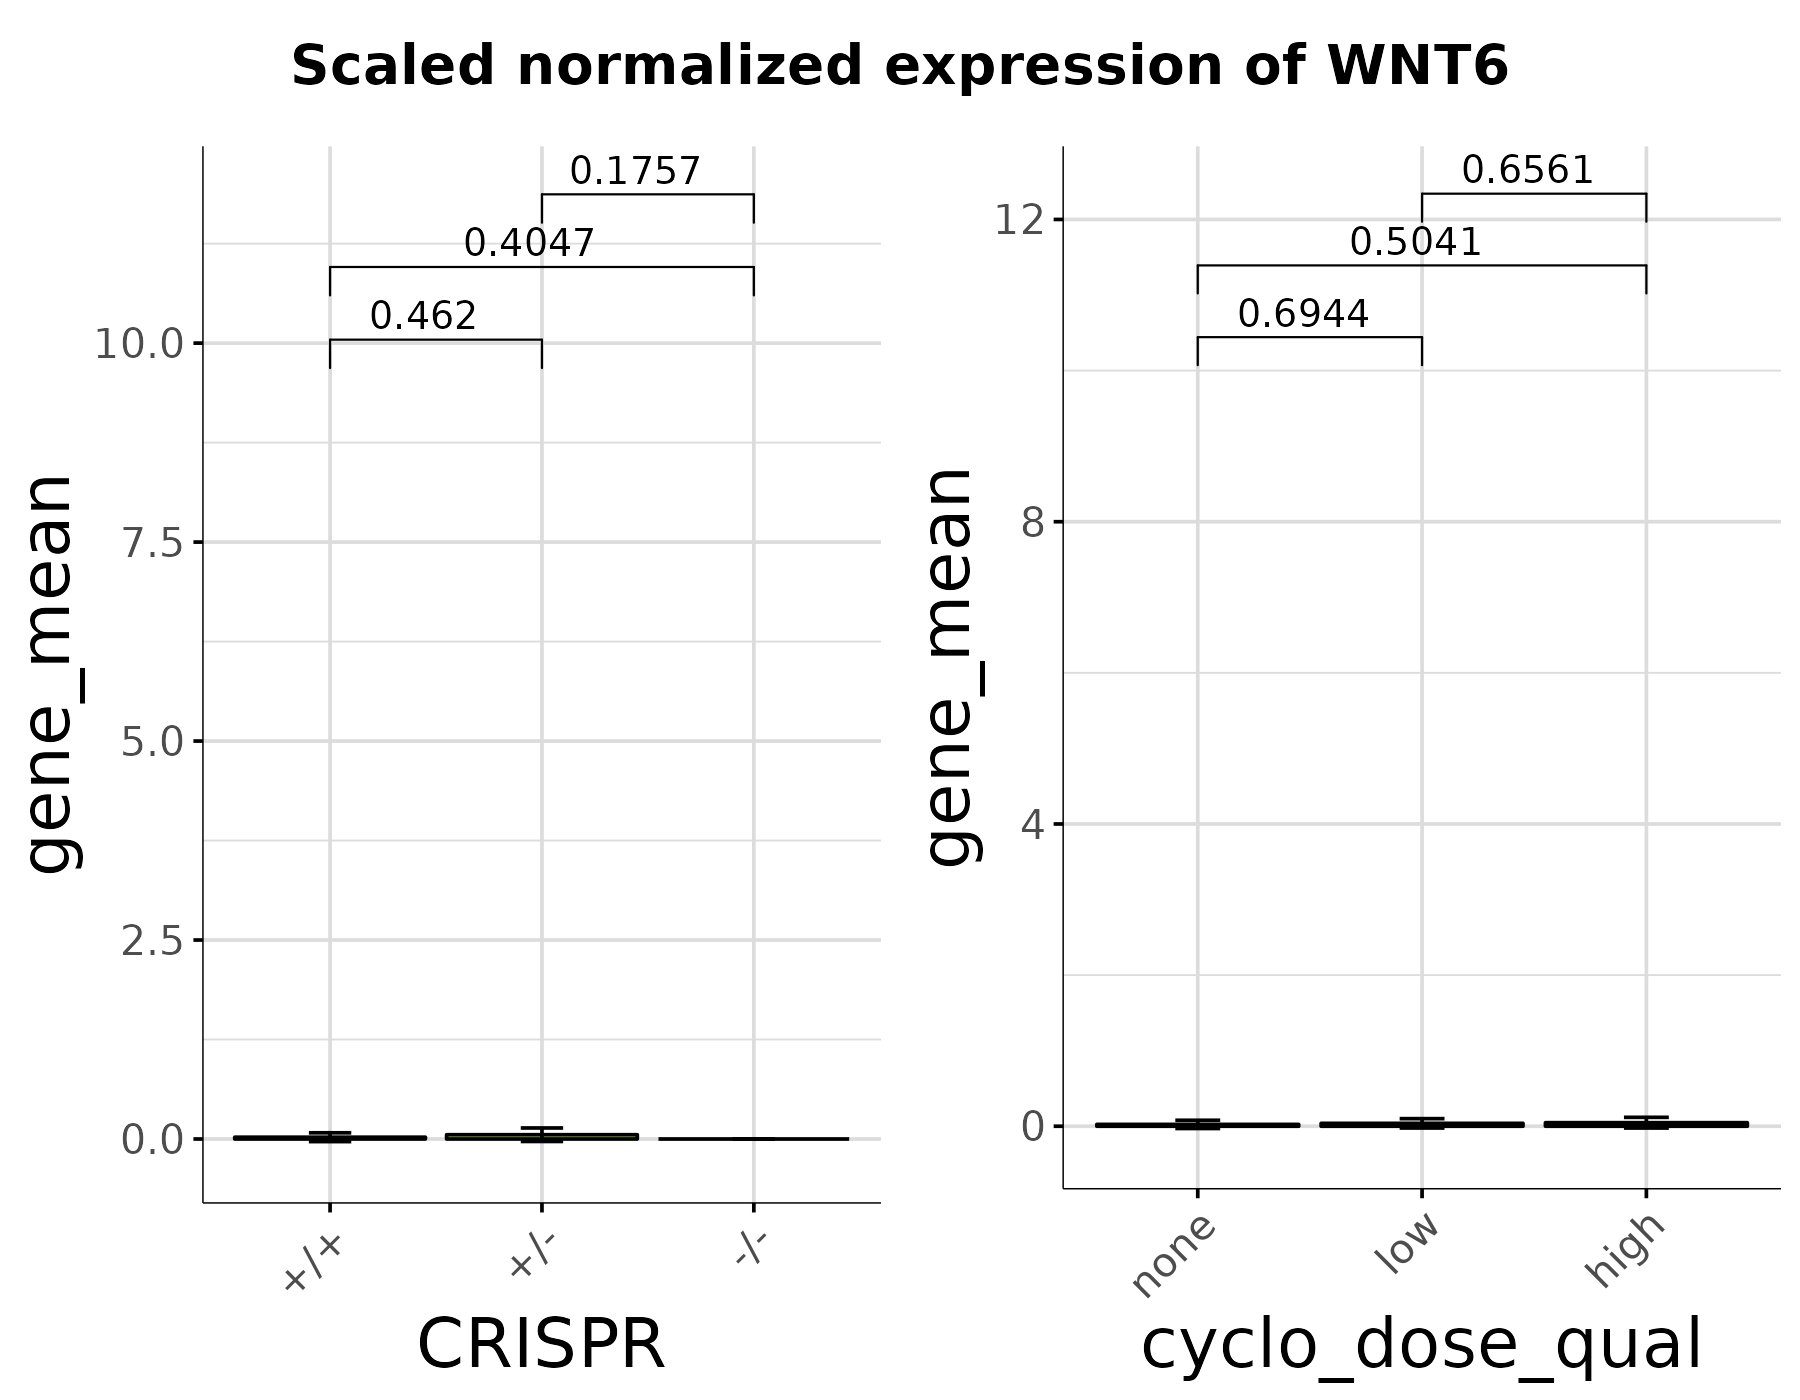 Scaled normalized expression of WNT6
gene_mean
10.0
7.5
5.0
2.5
0.0
0.1757
0.4047
0.462
+/+
+/-
-/-
CRISPR
gene_mean
12
8
4
0
0.6561
0.5041
0.6944
none
low
high
cyclo_dose_qual